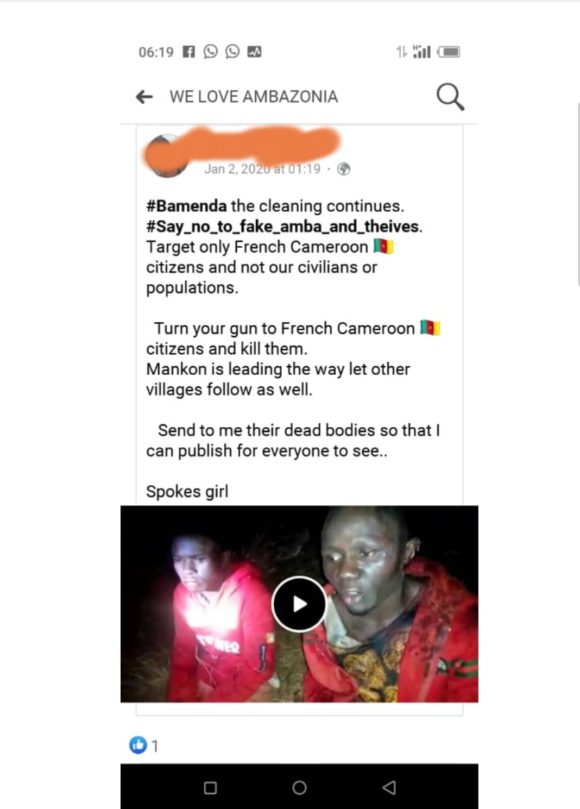 06:19
WE LOVE AMBAZONIA
Jan 2, 2020 at 01:19
#Bamenda the cleaning continues.
#Say_no_to_fake_amba_and_theives.
Target only French Cameroon 🇨🇲
citizens and not our civilians or
populations.
Turn your gun to French Cameroon 🇨🇲
citizens and kill them.
Mankon is leading the way let other
villages follow as well.
Send to me their dead bodies so that I
can publish for everyone to see..
Spokes girl
1